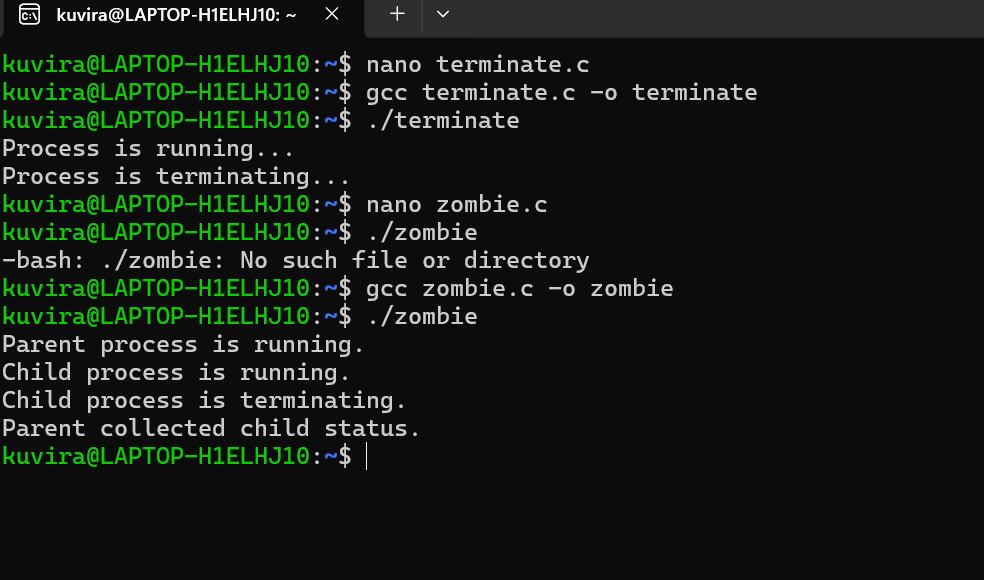 kuvira@LAPTOP-H1ELHJ10: ~
kuvira@LAPTOP-H1ELHJ10:~$ nano terminate.c
kuvira@LAPTOP-H1ELHJ10:~$ gcc terminate.c -o terminate
kuvira@LAPTOP-H1ELHJ10:~$ ./terminate
Process is running...
Process is terminating...
kuvira@LAPTOP-H1ELHJ10:~$ nano zombie.c
kuvira@LAPTOP-H1ELHJ10:~$ ./zombie
-bash: ./zombie: No such file or directory
kuvira@LAPTOP-H1ELHJ10:~$ gcc zombie.c -o zombie
kuvira@LAPTOP-H1ELHJ10:~$ ./zombie
Parent process is running.
Child process is running.
Child process is terminating.
Parent collected child status.
kuvira@LAPTOP-H1ELHJ10:~$